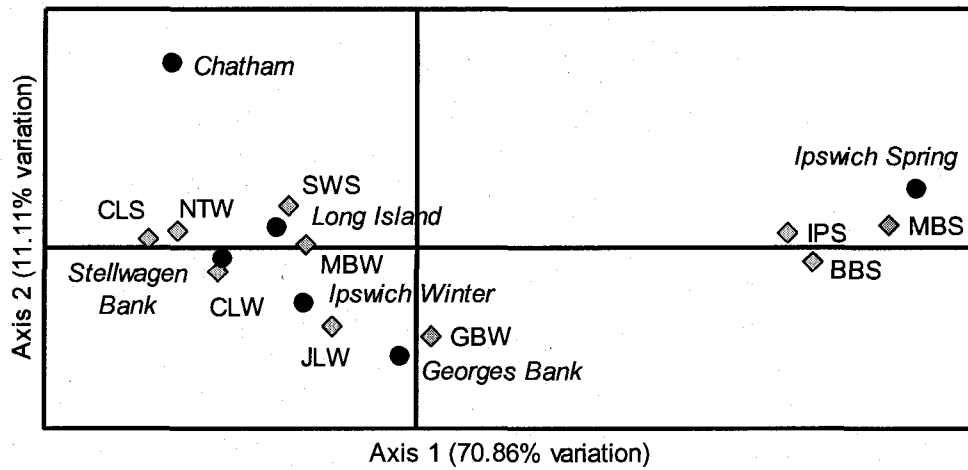 Chatham
Ipswich Spring
SWS
CLS
NTW
Long Island
IPS
MBS
Stellwagen
Bank
MBW
BBS
CLW
Ipswich Winter
JLW
GBW
Georges Bank
Axis 2 (11.11% variation)
Axis 1 (70.86% variation)